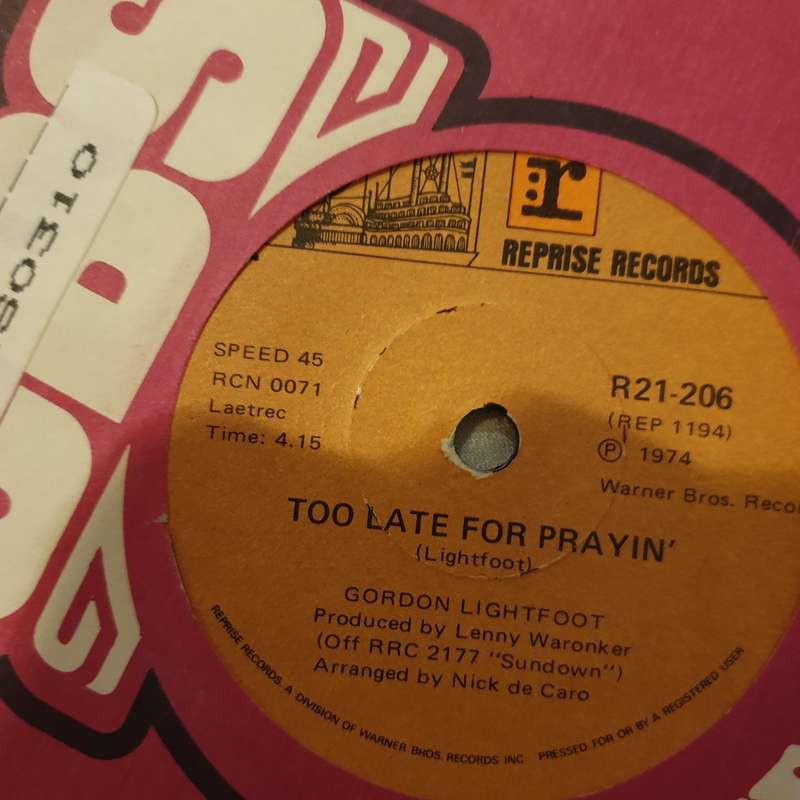 80310
r
REPRISE RECORDS
SPEED 45
RCN 0071
Laetrec
Time: 4.15
R21-206
(REP 1194)
Ⓟ 1974
Warner Bros.
TOO LATE FOR PRAYIN'
(Lightfoot)
GORDON LIGHTFOOT
Produced by Lenny Waronker
(Off RRC 2177 "Sundown")
Arranged by Nick de Caro
REPRISE RECORDS, A DIVISION OF WARNER BROS. RECORDS INC. PRESSED FOR OR BY A REGISTERED USER